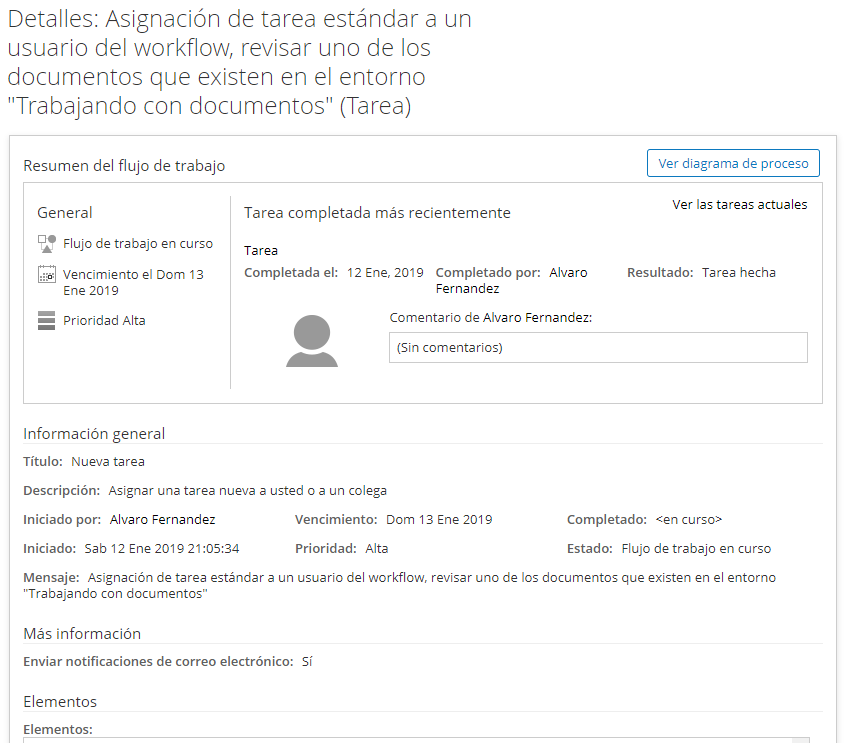 Detalles: Asignación de tarea estándar a un
usuario del workflow, revisar uno de los
documentos que existen en el entorno
"Trabajando con documentos" (Tarea)
Resumen del flujo de trabajo
Ver diagrama de proceso
General
Flujo de trabajo en curso
Vencimiento el Dom 13
Ene 2019
Prioridad Alta
Tarea completada más recientemente
Ver las tareas actuales
Tarea
Completada el: 12 Ene, 2019 Completado por: Alvaro
Fernandez
Resultado: Tarea hecha
Comentario de Alvaro Fernandez:
(Sin comentarios)
Información general
Título: Nueva tarea
Descripción: Asignar una tarea nueva a usted o a un colega
Iniciado por: Alvaro Fernandez Vencimiento: Dom 13 Ene 2019 Completado: <en curso>
Iniciado: Sab 12 Ene 2019 21:05:34 Prioridad: Alta Estado: Flujo de trabajo en curso
Mensaje: Asignación de tarea estándar a un usuario del workflow, revisar uno de los documentos que existen en el entorno
"Trabajando con documentos"
Más información
Enviar notificaciones de correo electrónico: Sí
Elementos
Elementos: